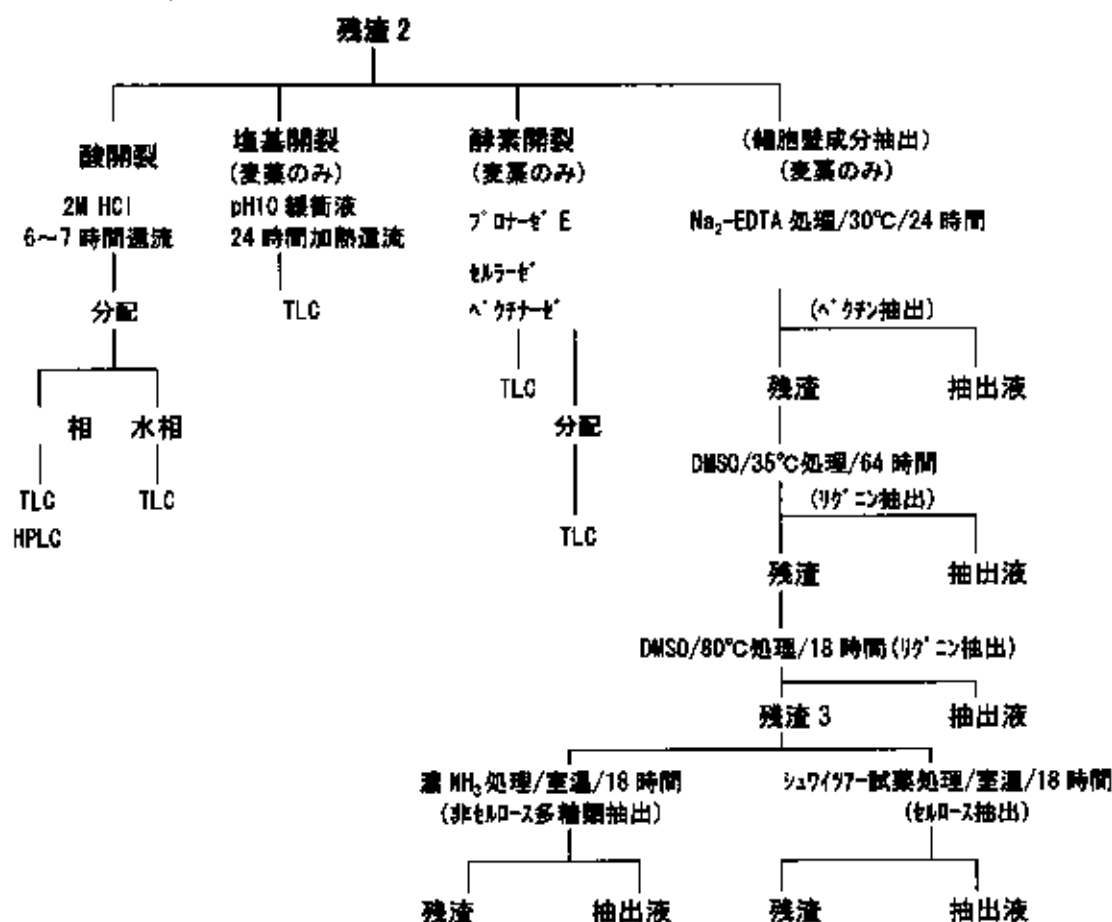 残渣 2
酸開裂
2M HCl
6～7 時間還流
分配
相
水相
TLC
HPLC
TLC
塩基開裂
(麦藁のみ)
pH10 緩衝液
24 時間加熱還流
TLC
酵素開裂
(麦藁のみ)
ﾌﾟﾛﾅｰｾﾞ E
ｾﾙﾗｰｾﾞ
ﾍﾟｸﾁﾅｰｾﾞ
TLC
分配
TLC
(細胞壁成分抽出)
(麦藁のみ)
Na₂-EDTA 処理/30℃/24 時間
(ﾍﾟｸﾁﾝ抽出)
残渣
抽出液
DMSO/35℃処理/64 時間
(ﾘｸﾞﾆﾝ抽出)
残渣
抽出液
DMSO/80℃処理/18 時間(ﾘｸﾞﾆﾝ抽出)
残渣 3
抽出液
濃 NH₃ 処理/室温/18 時間
(非ｾﾙﾛｰｽ多糖類抽出)
残渣
抽出液
ｼｭﾜｲﾂｱｰ試薬処理/室温/18 時間
(ｾﾙﾛｰｽ抽出)
残渣
抽出液